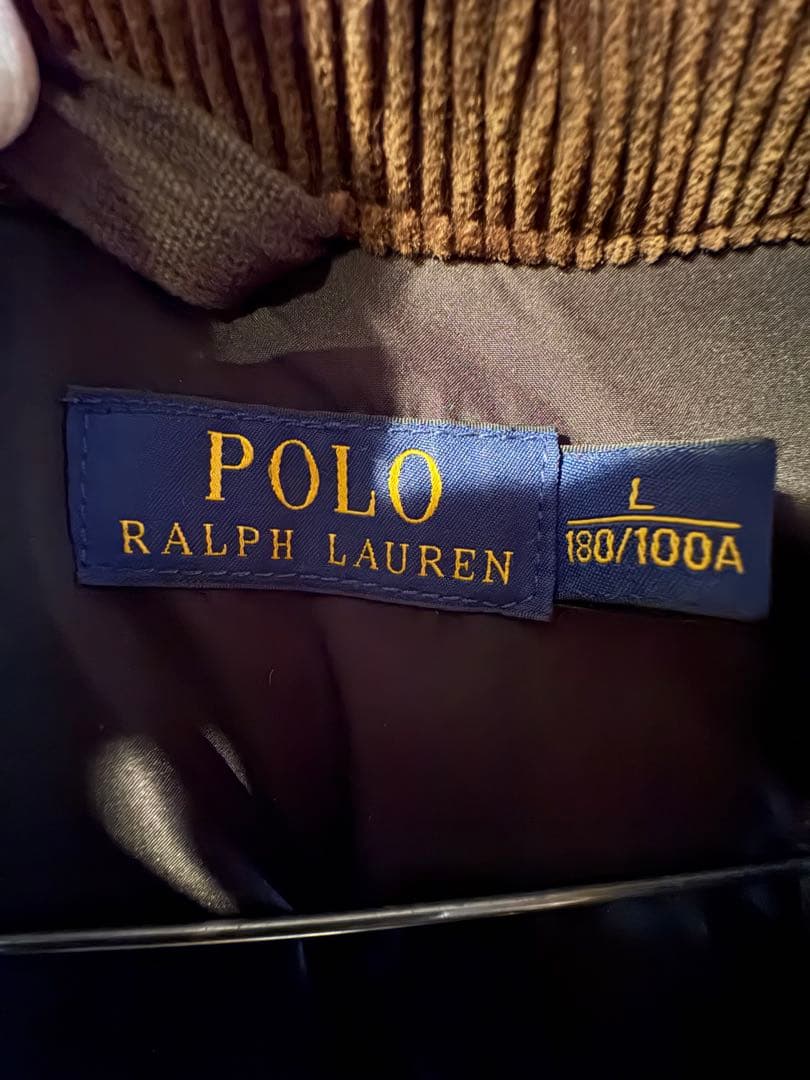 POLO
RALPH LAUREN
L
180/100A